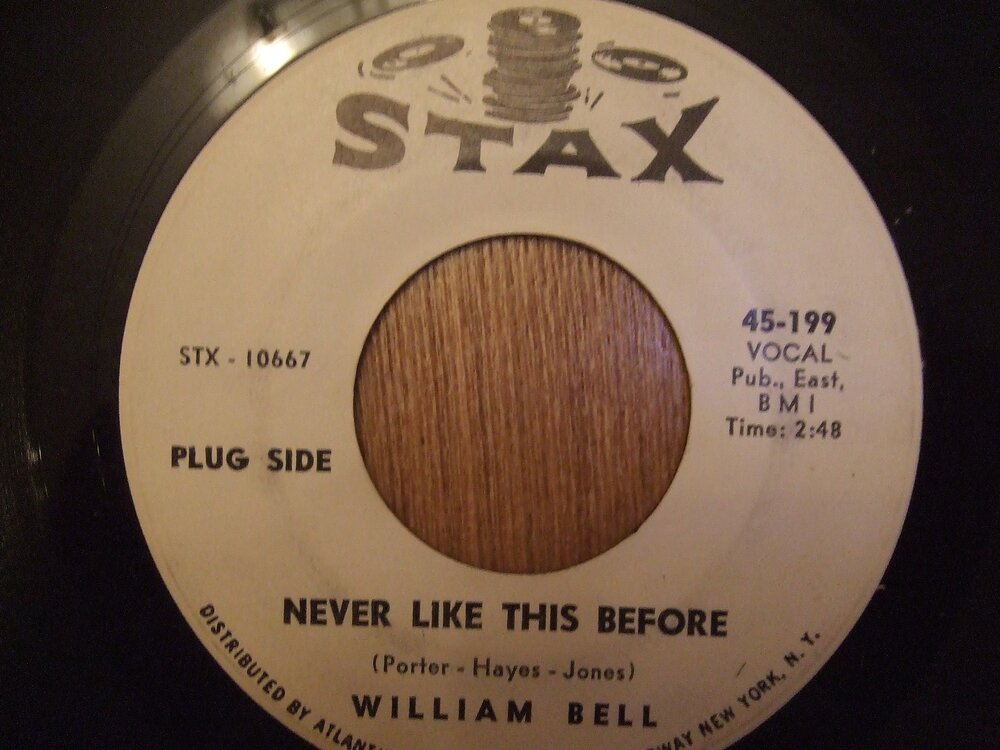 STAX
45-199
VOCAL
Pub., East,
BMI
Time: 2:48
STX - 10667
PLUG SIDE
NEVER LIKE THIS BEFORE
(Porter - Hayes - Jones)
WILLIAM BELL
DISTRIBUTED BY NEW YORK, N. Y.